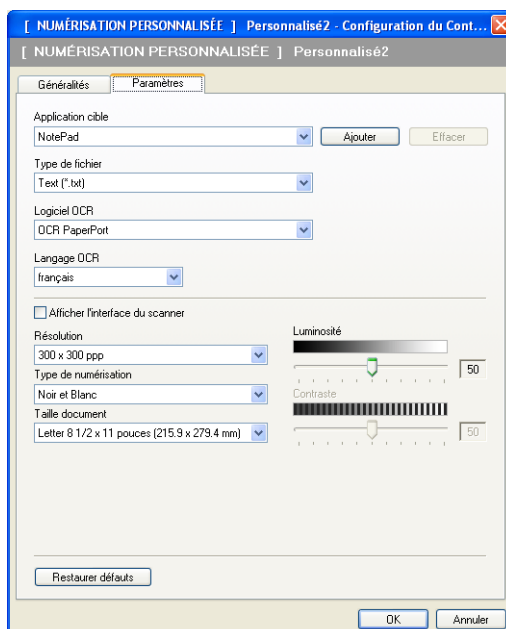 [ NUMÉRISATION PERSONNALISÉE ] Personnalisé2 - Configuration du Cont...
[ NUMÉRISATION PERSONNALISÉE ] Personnalisé2
Généralités Paramètres
Application cible
NotePad Ajouter Effacer
Type de fichier
Text (*.txt)
Logiciel OCR
OCR PaperPort
Langage OCR
français
Afficher l'interface du scanner
Résolution Luminosité
300 x 300 ppp 50
Type de numérisation
Noir et Blanc Contraste
Taille document
Letter 8 1/2 x 11 pouces (215.9 x 279.4 mm) 50
Restaurer défauts
OK Annuler